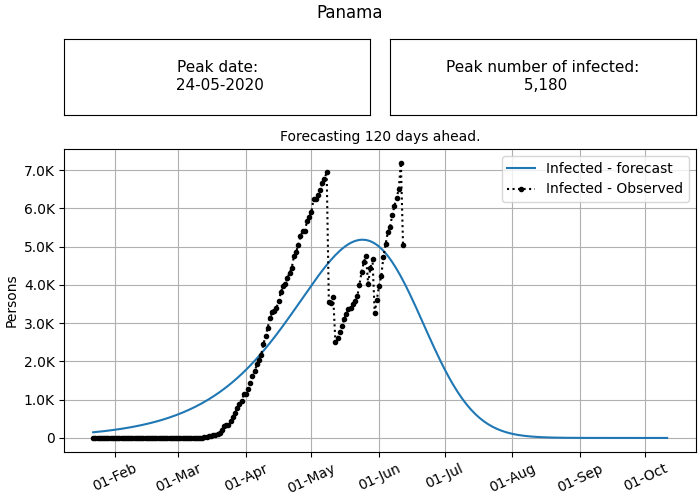 Panama
Peak date:
24-05-2020
Peak number of infected:
5,180
Forecasting 120 days ahead.
Infected - forecast
Infected - Observed
Persons
7.0K
6.0K
5.0K
4.0K
3.0K
2.0K
1.0K
0
01-Feb
01-Mar
01-Apr
01-May
01-Jun
01-Jul
01-Aug
01-Sep
01-Oct